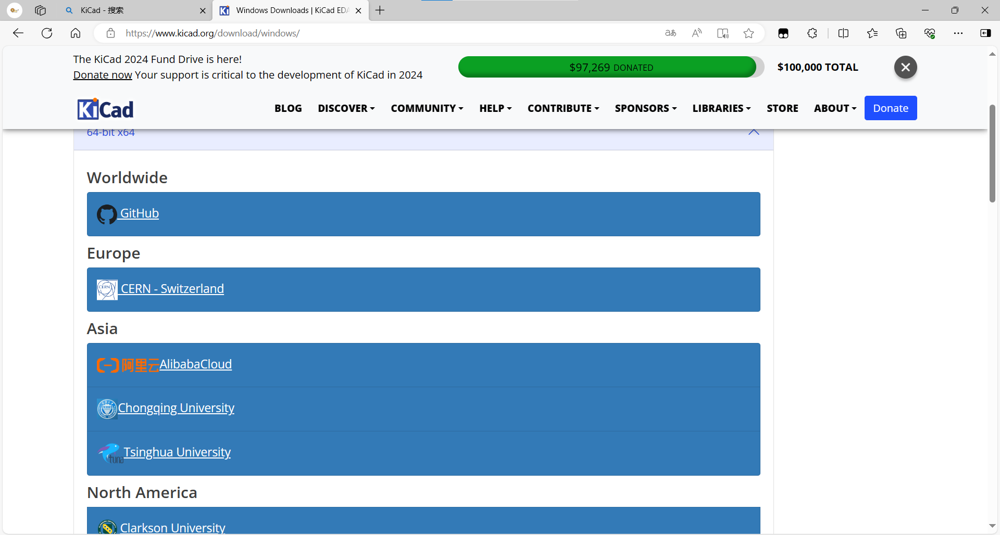 KiCad - 搜索
Windows Downloads | KiCad EDA
https://www.kicad.org/download/windows/
The KiCad 2024 Fund Drive is here!
Donate now Your support is critical to the development of KiCad in 2024
$97,269 DONATED
$100,000 TOTAL
KiCad
BLOG
DISCOVER
COMMUNITY
HELP
CONTRIBUTE
SPONSORS
LIBRARIES
STORE
ABOUT
Donate
64-bit x64
Worldwide
GitHub
Europe
CERN
CERN - Switzerland
Asia
阿里云AlibabaCloud
Chongqing University
tuna
Tsinghua University
North America
Clarkson University